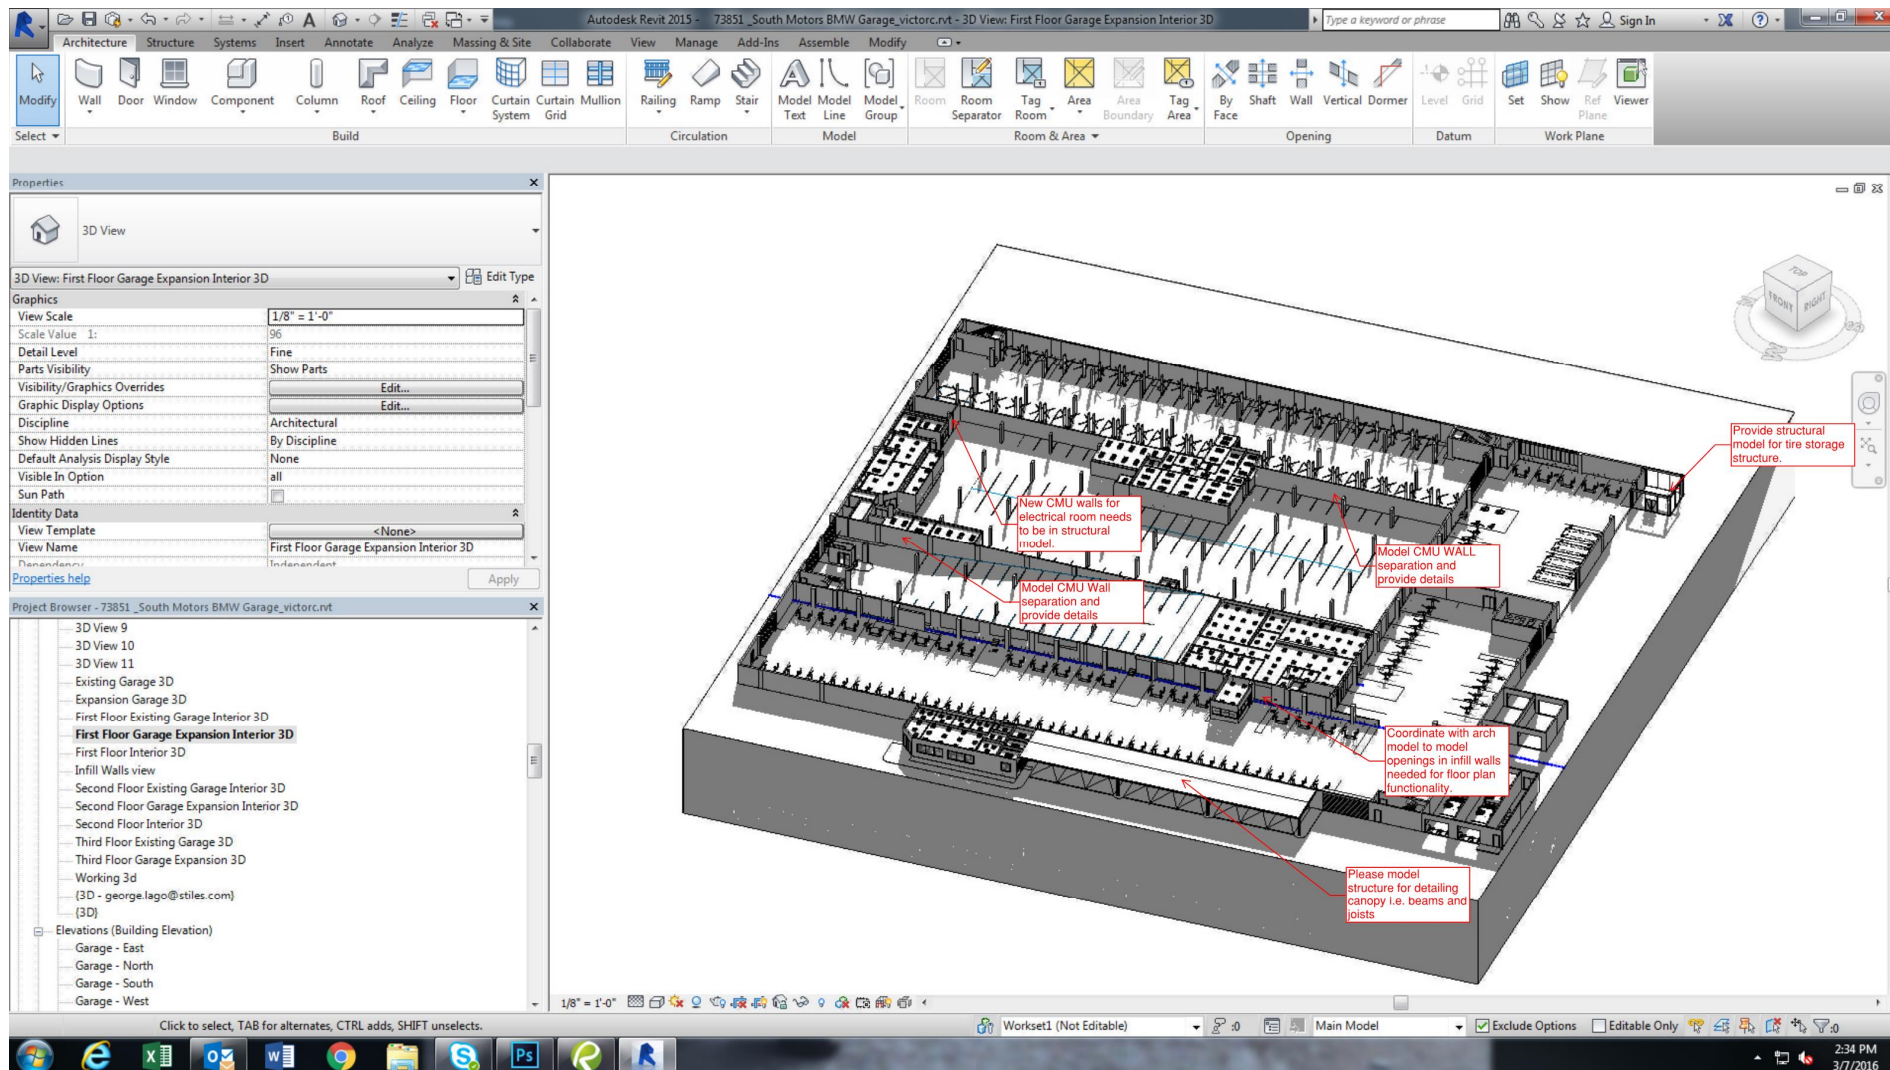 Autodesk Revit 2015 - 73851 _South Motors BMW Garage_victorc.rvt - 3D View: First Floor Garage Expansion Interior 3D
Type a keyword or phrase
Sign In
Architecture Structure Systems Insert Annotate Analyze Massing & Site Collaborate View Manage Add-Ins Assemble Modify
Modify
Wall
Door
Window
Component
Column
Roof
Ceiling
Floor
Curtain System
Curtain Grid
Mullion
Railing
Ramp
Stair
Model Text
Model Line
Model Group
Room
Room Separator
Tag Room
Area
Area Boundary
Tag Area
By Face
Shaft
Wall
Vertical
Dormer
Level
Grid
Set
Show
Ref Plane
Viewer
Select
Build
Circulation
Model
Room & Area
Opening
Datum
Work Plane
Properties
3D View
3D View: First Floor Garage Expansion Interior 3D
Edit Type
Graphics
View Scale 1/8" = 1'-0"
Scale Value 1: 96
Detail Level Fine
Parts Visibility Show Parts
Visibility/Graphics Overrides Edit...
Graphic Display Options Edit...
Discipline Architectural
Show Hidden Lines By Discipline
Default Analysis Display Style None
Visible In Option all
Sun Path
Identity Data
View Template <None>
View Name First Floor Garage Expansion Interior 3D
Dependency Independent
Properties help
Apply
Project Browser - 73851 _South Motors BMW Garage_victorc.rvt
3D View 9
3D View 10
3D View 11
Existing Garage 3D
Expansion Garage 3D
First Floor Existing Garage Interior 3D
First Floor Garage Expansion Interior 3D
First Floor Interior 3D
Infill Walls view
Second Floor Existing Garage Interior 3D
Second Floor Garage Expansion Interior 3D
Second Floor Interior 3D
Third Floor Existing Garage 3D
Third Floor Garage Expansion 3D
Working 3d
{3D - george.lago@stiles.com}
{3D}
Elevations (Building Elevation)
Garage - East
Garage - North
Garage - South
Garage - West
TOP
FRONT
RIGHT
Provide structural
model for tire storage
structure.
New CMU walls for
electrical room needs
to be in structural
model.
Model CMU WALL
separation and
provide details
Model CMU Wall
separation and
provide details
Coordinate with arch
model to model
openings in infill walls
needed for floor plan
functionality.
Please model
structure for detailing
canopy i.e. beams and
joists
1/8" = 1'-0"
Click to select, TAB for alternates, CTRL adds, SHIFT unselects.
Workset1 (Not Editable)
:0
Main Model
Exclude Options
Editable Only
:0
Ps
2:34 PM
3/7/2016